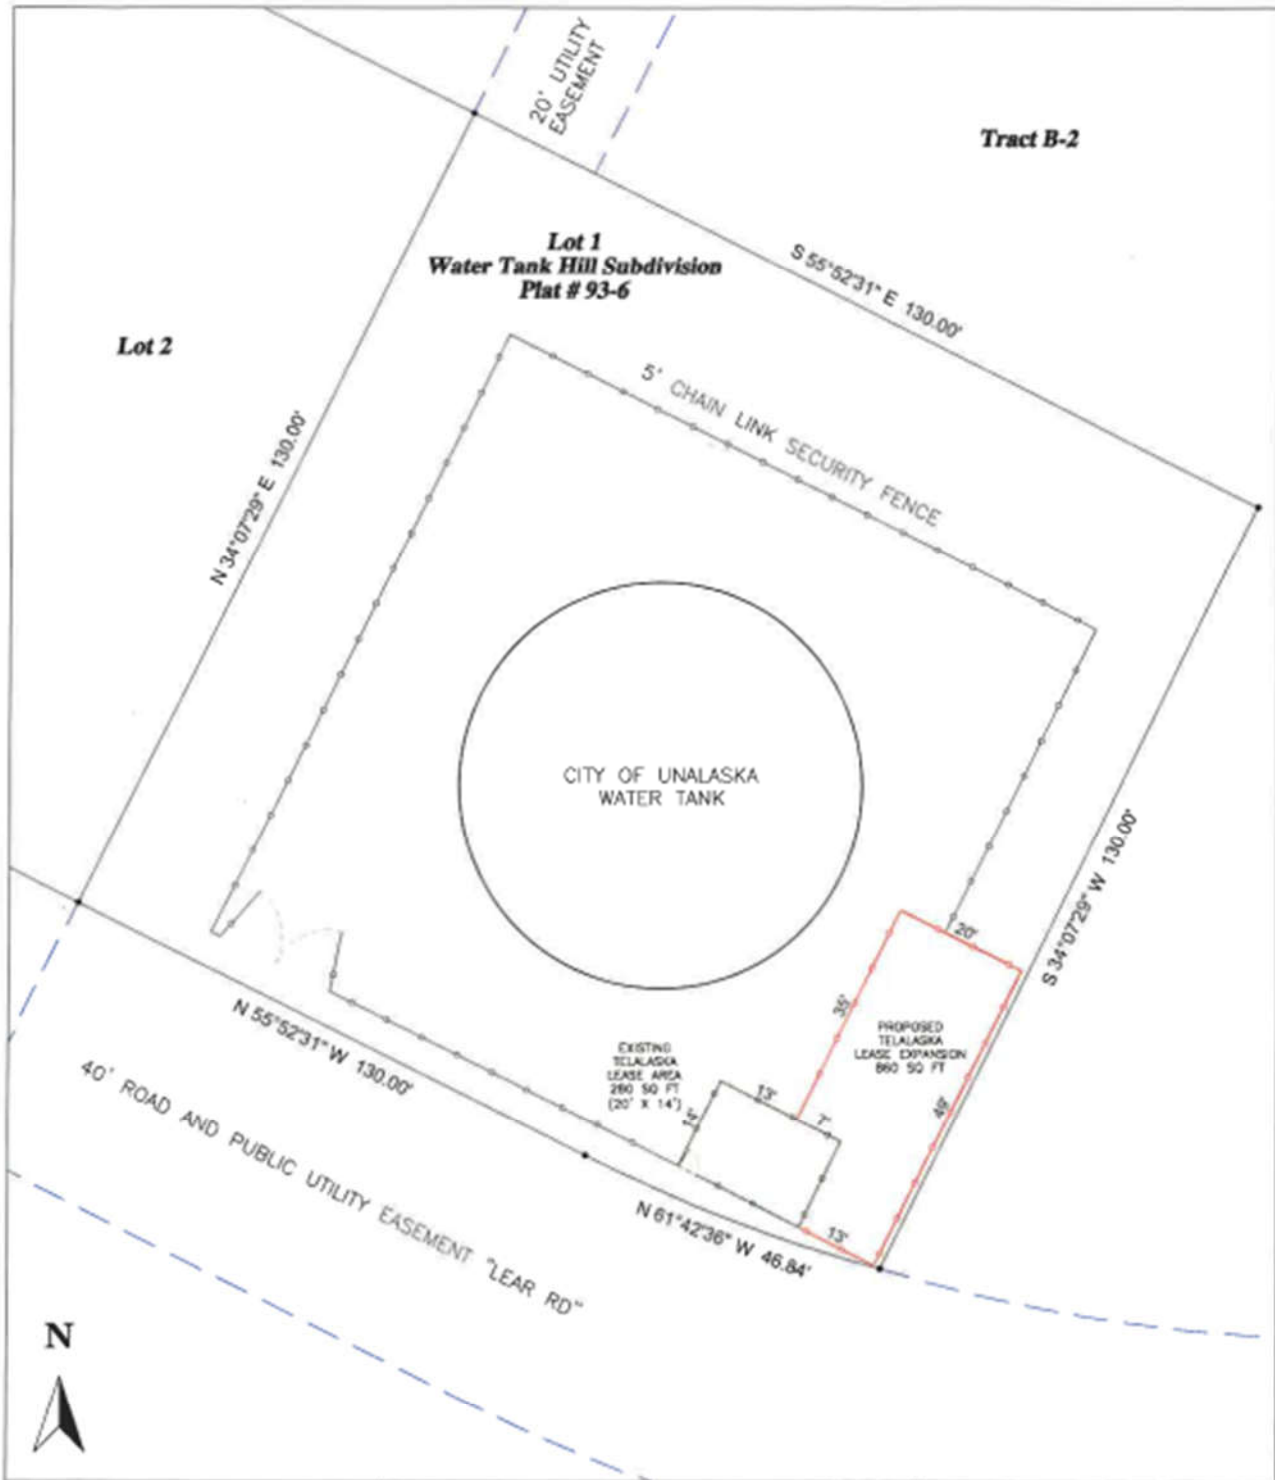 20' UTILITY
EASEMENT
Tract B-2
Lot 1
Water Tank Hill Subdivision
Plat # 93-6
S 55°52'31" E 130.00'
Lot 2
5' CHAIN LINK SECURITY FENCE
N 34°07'29" E 130.00'
CITY OF UNALASKA
WATER TANK
S 34°07'29" W 130.00'
20'
35'
PROPOSED
TELALASKA
LEASE EXPANSION
860 SQ FT
49'
N 55°52'31" W 130.00'
EXISTING
TELALASKA
LEASE AREA
280 SQ FT
(20' X 14')
14'
13'
7'
13'
40' ROAD AND PUBLIC UTILITY EASEMENT "LEAR RD"
N 61°42'36" W 46.84'
N